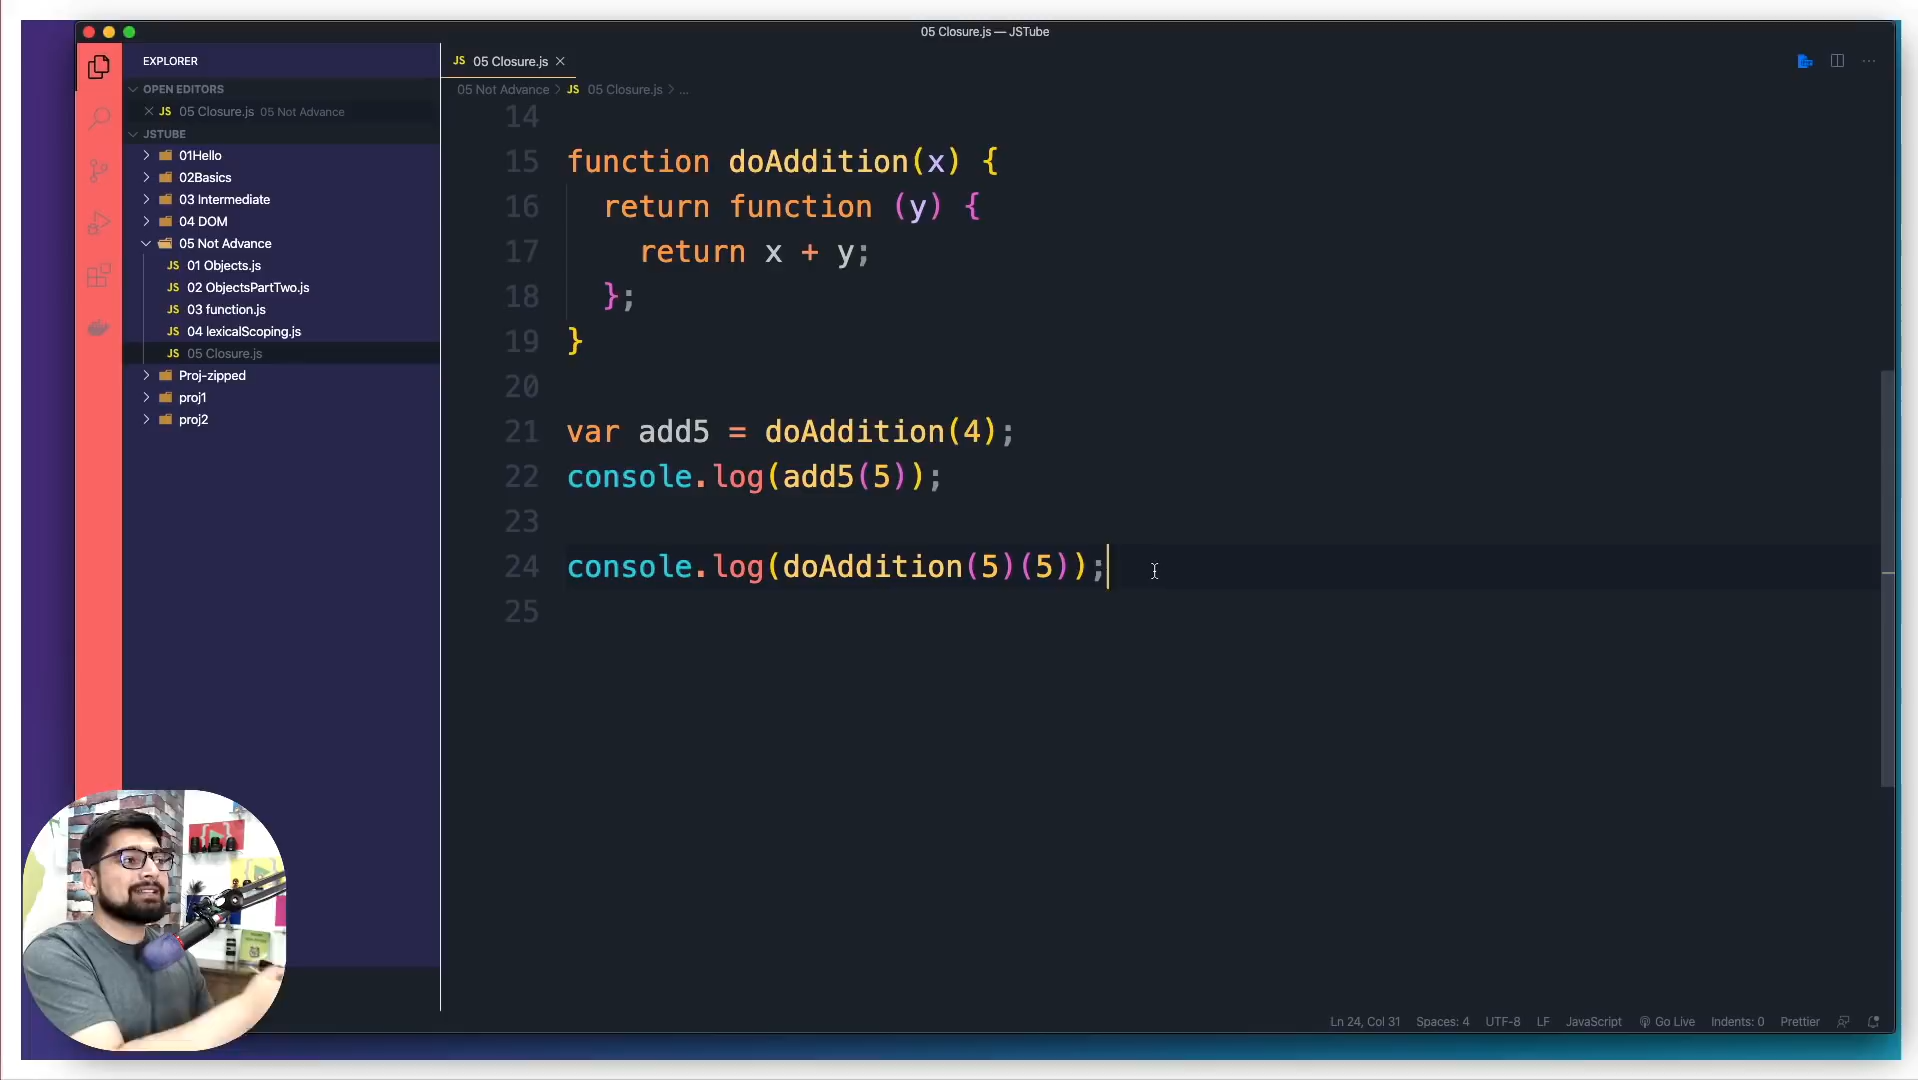 05 Closure.js — JSTube
EXPLORER
OPEN EDITORS
JS 05 Closure.js 05 Not Advance
JSTUBE
01Hello
02Basics
03 Intermediate
04 DOM
05 Not Advance
JS 01 Objects.js
JS 02 ObjectsPartTwo.js
JS 03 function.js
JS 04 lexicalScoping.js
JS 05 Closure.js
Proj-zipped
proj1
proj2
JS 05 Closure.js
05 Not Advance > JS 05 Closure.js > ...
14
15 function doAddition(x) {
16 return function (y) {
17 return x + y;
18 };
19 }
20
21 var add5 = doAddition(4);
22 console.log(add5(5));
23
24 console.log(doAddition(5)(5));
25
Ln 24, Col 31 Spaces: 4 UTF-8 LF JavaScript Go Live Indents: 0 Prettier